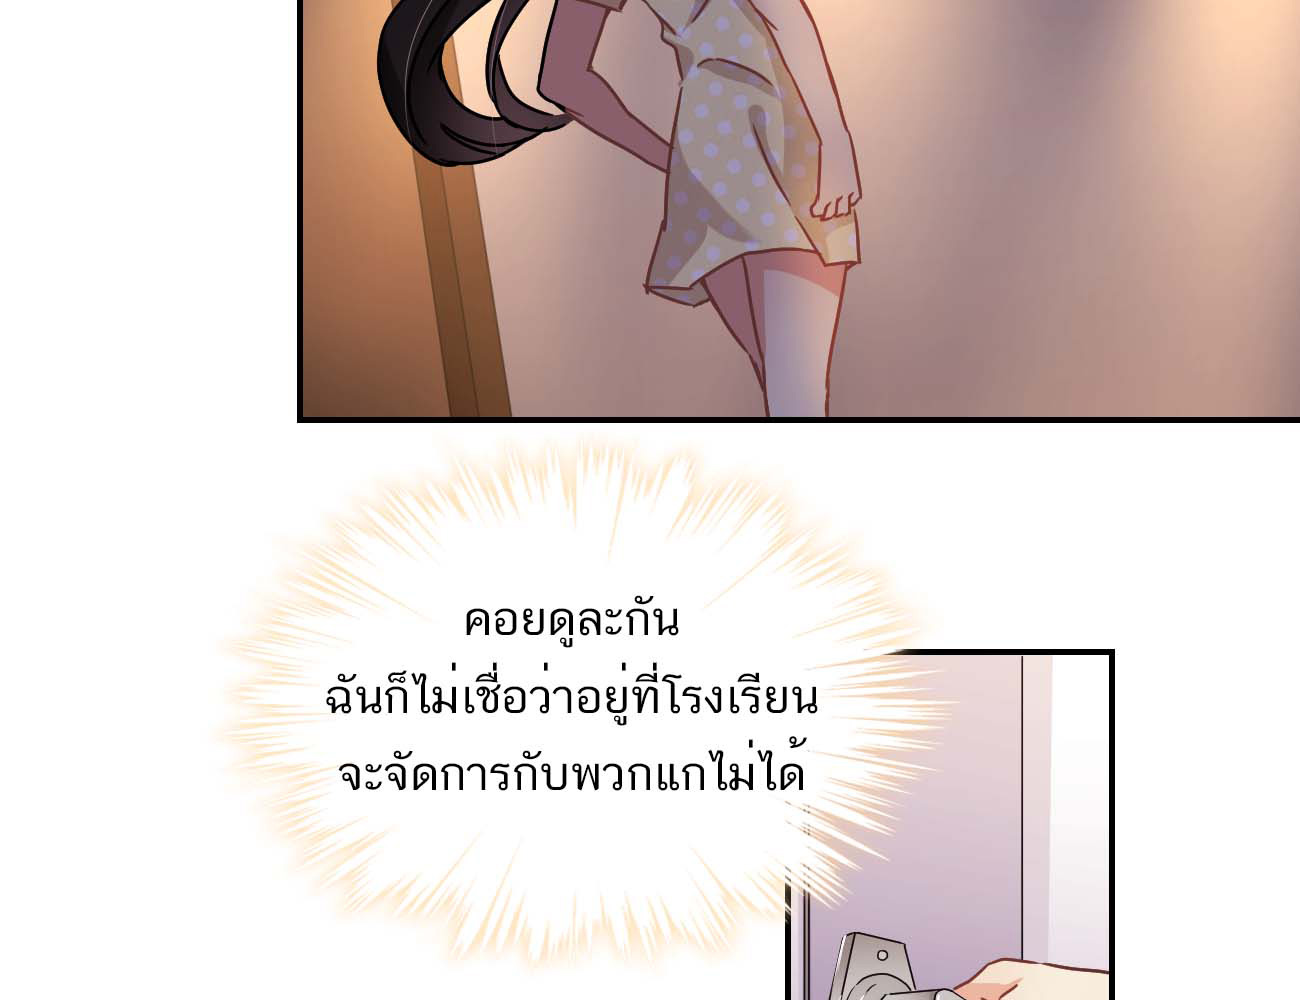 คอยดูละกัน
ฉันก็ไม่เชื่อว่าอยู่ที่โรงเรียน
จะจัดการกับพวกแกไม่ได้